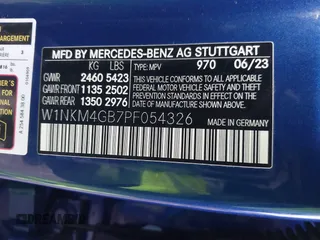 MFD BY MERCEDES-BENZ AG STUTTGART
KG LBS TYPE: MPV 970 06/23
GVWR 2460 5423
GAWR FRONT 1135 2502
GAWR REAR 1350 2976
THIS VEHICLE CONFORMS TO ALL APPLICABLE
FEDERAL MOTOR VEHICLE SAFETY AND
THEFT PREVENTION STANDARDS IN EFFECT ON
THE DATE OF MANUFACTURE SHOWN ABOVE.
W1NKM4GB7PF054326
MADE IN GERMANY